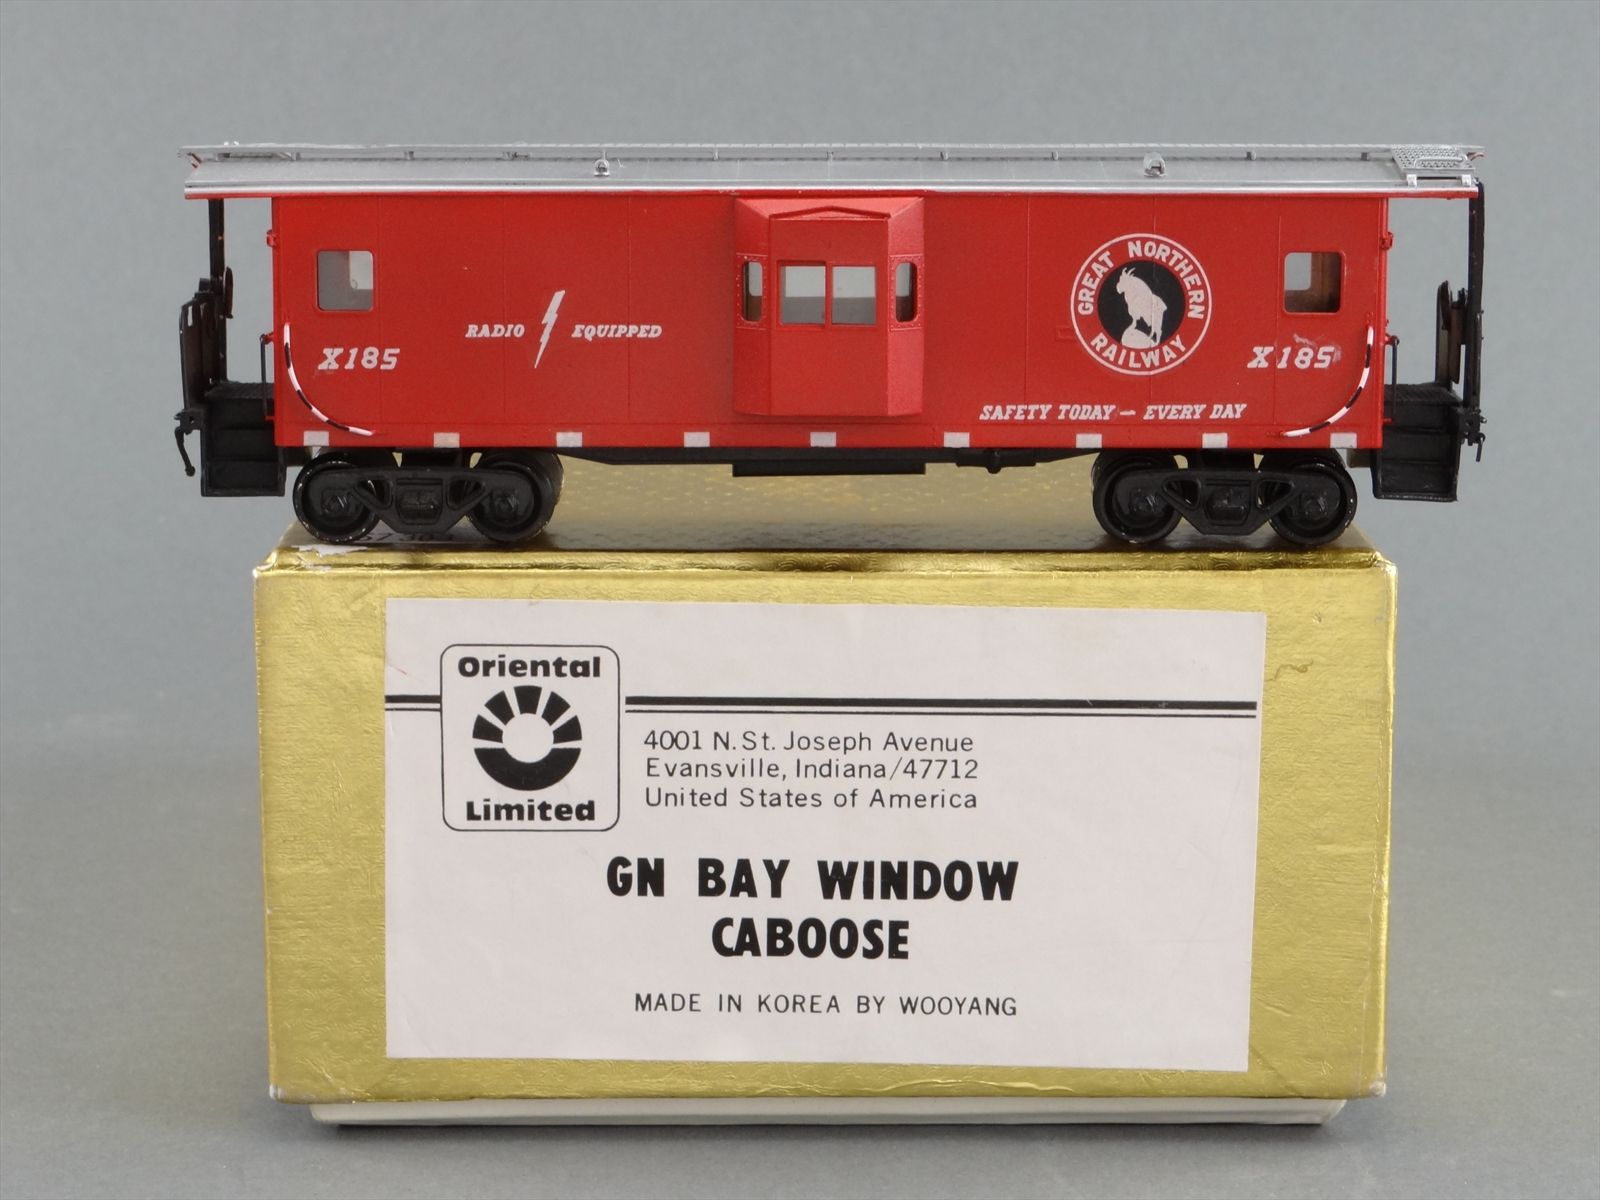 RADIO EQUIPPED
X185
GREAT NORTHERN
RAILWAY
X185
SAFETY TODAY — EVERY DAY
Oriental
Limited
4001 N. St. Joseph Avenue
Evansville, Indiana/47712
United States of America
GN BAY WINDOW
CABOOSE
MADE IN KOREA BY WOOYANG